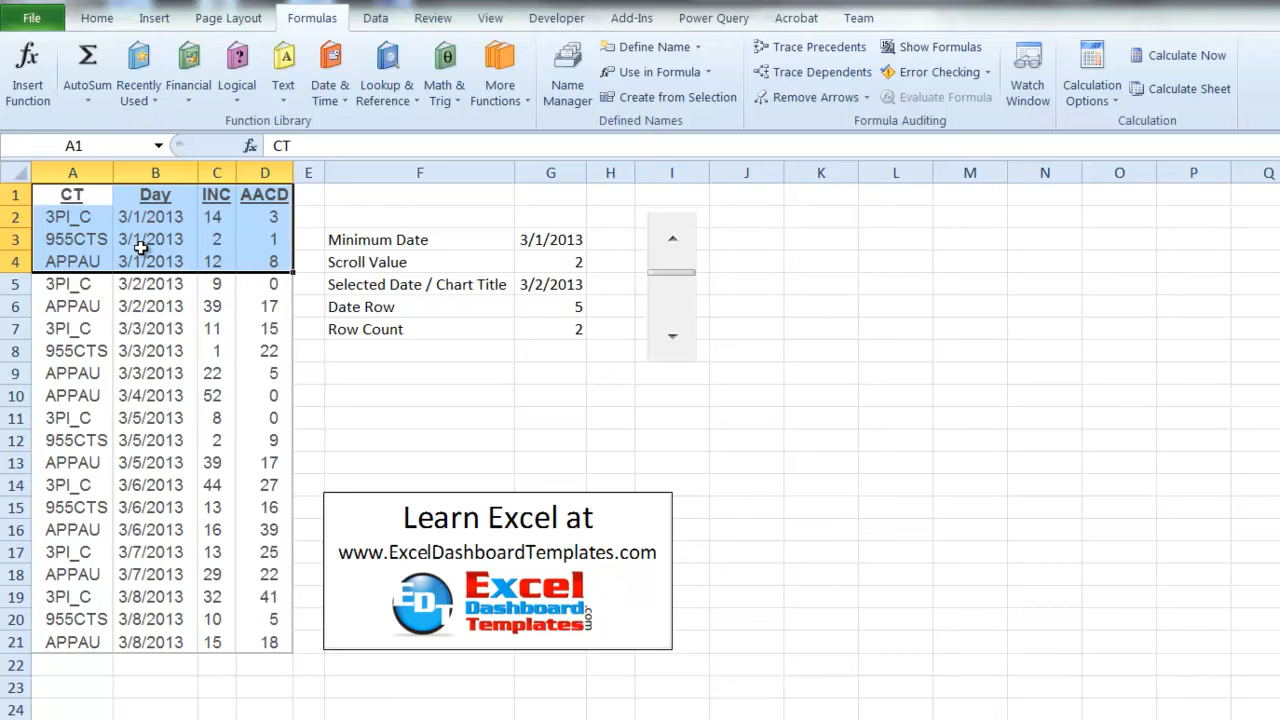 File Home Insert Page Layout Formulas Data Review View Developer Add-Ins Power Query Acrobat Team
fx Σ ? A θ
Insert Function
AutoSum
Recently Used
Financial
Logical
Text
Date & Time
Lookup & Reference
Math & Trig
More Functions
Function Library
Name Manager
Define Name
Use in Formula
Create from Selection
Defined Names
Trace Precedents
Trace Dependents
Remove Arrows
Show Formulas
Error Checking
Evaluate Formula
Formula Auditing
Watch Window
Calculation Options
Calculate Now
Calculate Sheet
Calculation
A1 fx CT
A B C D E F G H I J K L M N O P Q
1 CT Day INC AACD
2 3PI_C 3/1/2013 14 3
3 955CTS 3/1/2013 2 1 Minimum Date 3/1/2013
4 APPAU 3/1/2013 12 8 Scroll Value 2
5 3PI_C 3/2/2013 9 0 Selected Date / Chart Title 3/2/2013
6 APPAU 3/2/2013 39 17 Date Row 5
7 3PI_C 3/3/2013 11 15 Row Count 2
8 955CTS 3/3/2013 1 22
9 APPAU 3/3/2013 22 5
10 APPAU 3/4/2013 52 0
11 3PI_C 3/5/2013 8 0
12 955CTS 3/5/2013 2 9
13 APPAU 3/5/2013 39 17
14 3PI_C 3/6/2013 44 27
15 955CTS 3/6/2013 13 16
16 APPAU 3/6/2013 16 39
17 3PI_C 3/7/2013 13 25
18 APPAU 3/7/2013 29 22
19 3PI_C 3/8/2013 32 41
20 955CTS 3/8/2013 10 5
21 APPAU 3/8/2013 15 18
22
23
24
Learn Excel at
www.ExcelDashboardTemplates.com
EDT
Excel
Dashboard
Templates.com